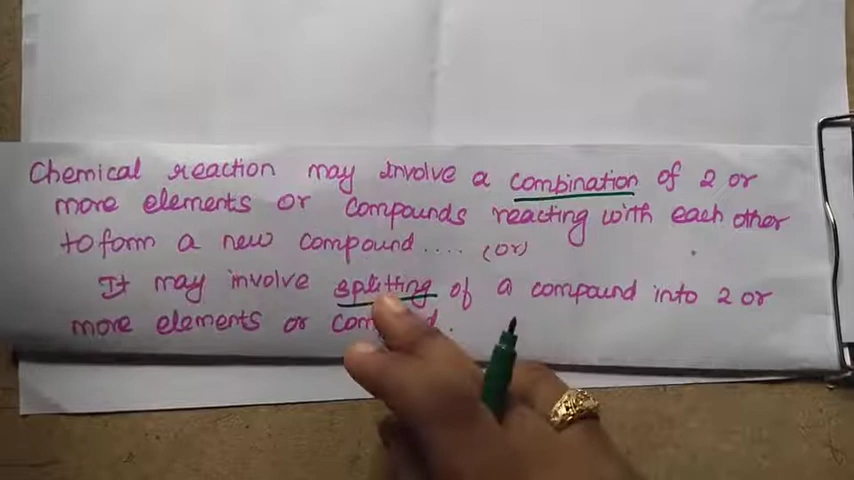 Chemical reaction may involve a combination of 2 or
more elements or compounds reacting with each other
to form a new compound .... (or)
It may involve splitting of a compound into 2 or
more elements or